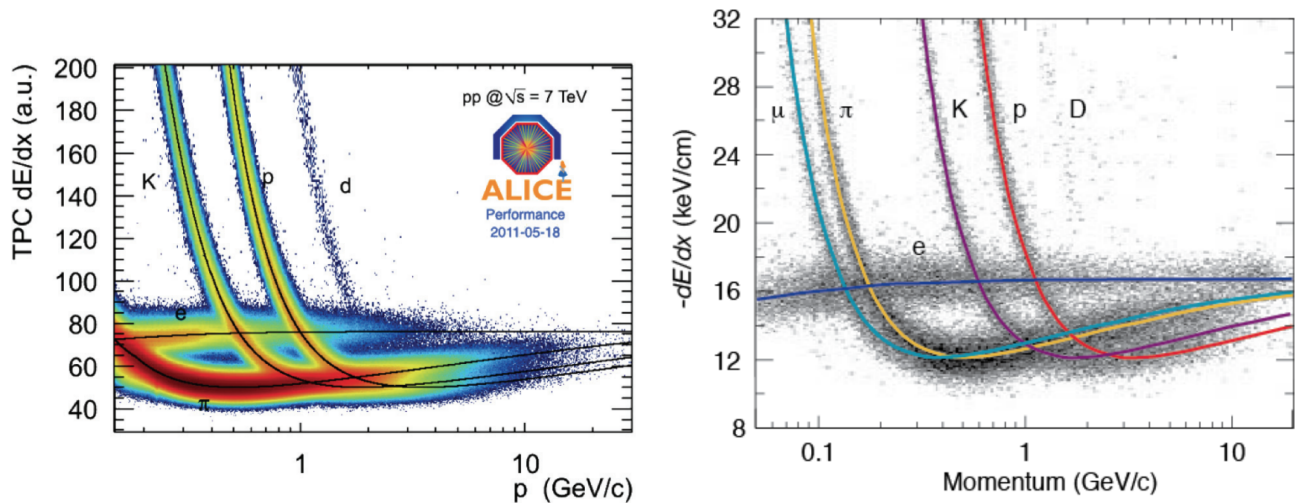 TPC dE/dx (a.u.)
200
180
160
140
120
100
80
60
40
pp @ √s = 7 TeV
ALICE
Performance
2011-05-18
K
p
d
e
π
1
10
p (GeV/c)
-dE/dx (keV/cm)
32
28
24
20
16
12
8
μ
π
K
p
D
e
0.1
1
10
Momentum (GeV/c)